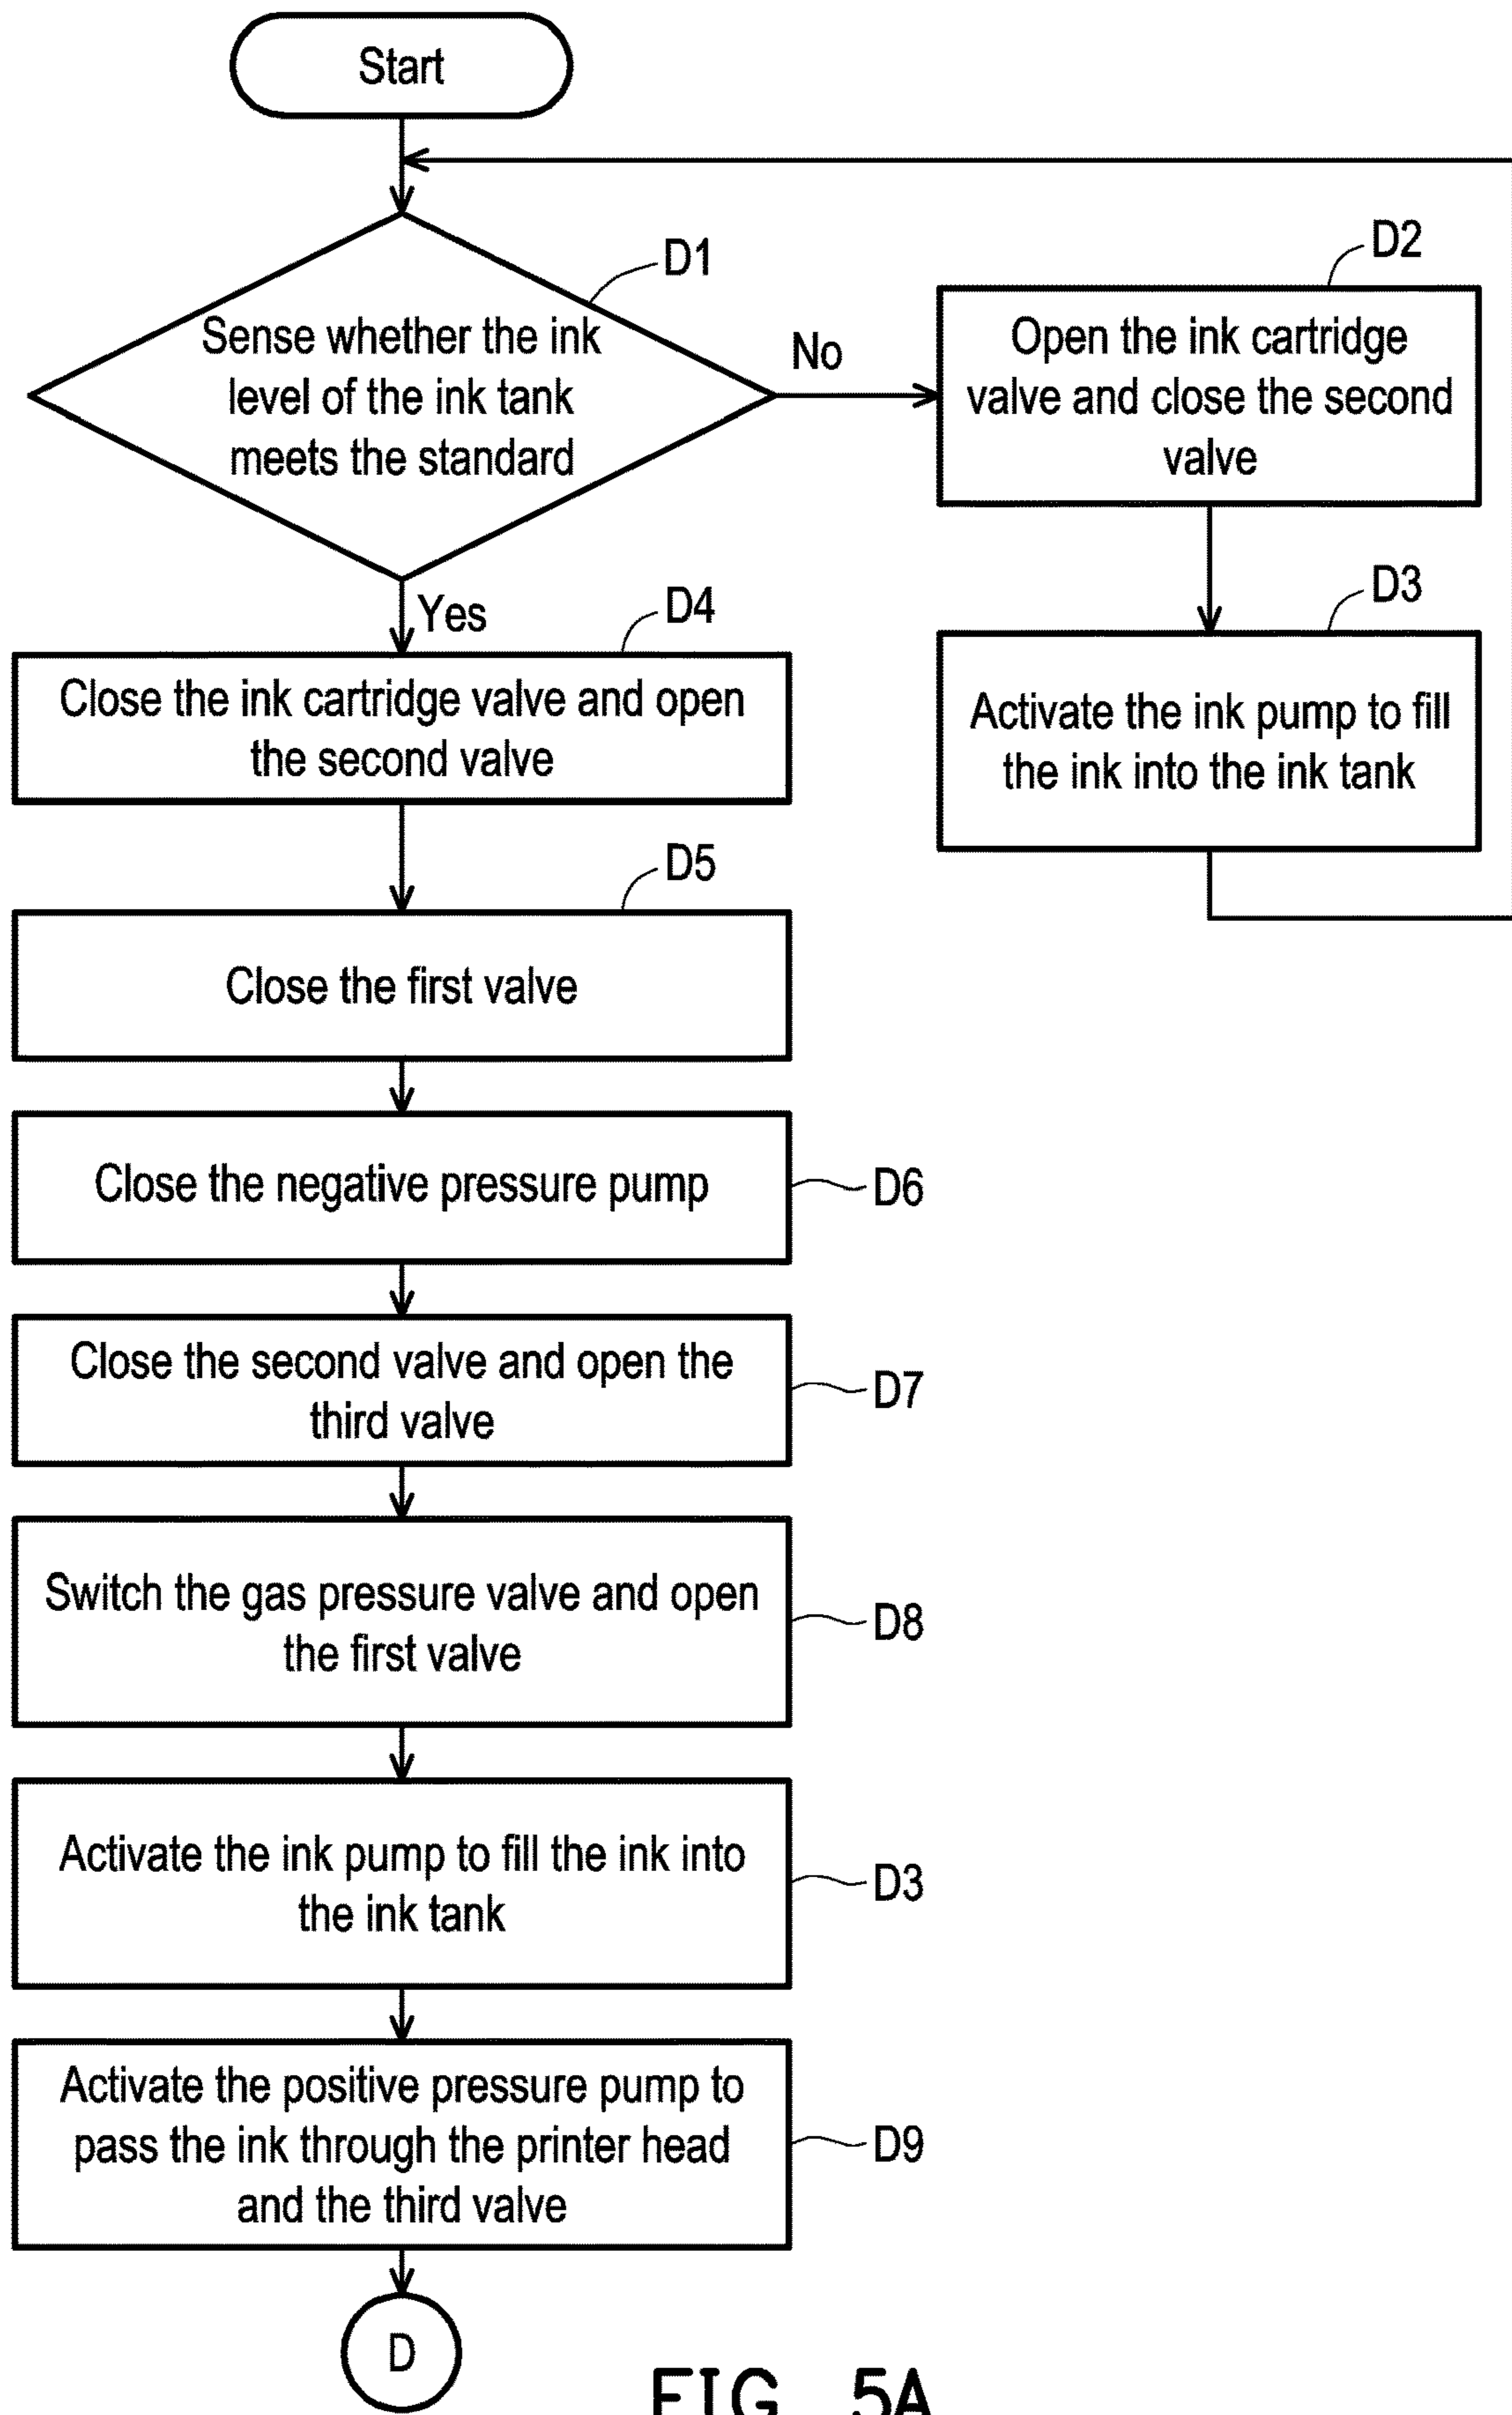 Start
D1
Sense whether the ink
level of the ink tank
meets the standard
No
D2
Open the ink cartridge
valve and close the second
valve
D3
Activate the ink pump to fill
the ink into the ink tank
Yes
D4
Close the ink cartridge valve and open
the second valve
D5
Close the first valve
Close the negative pressure pump
D6
Close the second valve and open the
third valve
D7
Switch the gas pressure valve and open
the first valve
D8
Activate the ink pump to fill the ink into
the ink tank
D3
Activate the positive pressure pump to
pass the ink through the printer head
and the third valve
D9
D
FIG. 5A